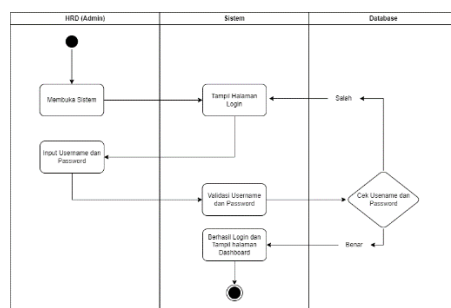 HRD (Admin)
Sistem
Database
Membuka Sistem
Tampil Halaman
Login
Salah
Input Username dan
Password
Validasi Username
dan Password
Cek Usename dan
Password
Berhasil Login dan
Tampil halaman
Dashboard
Benar